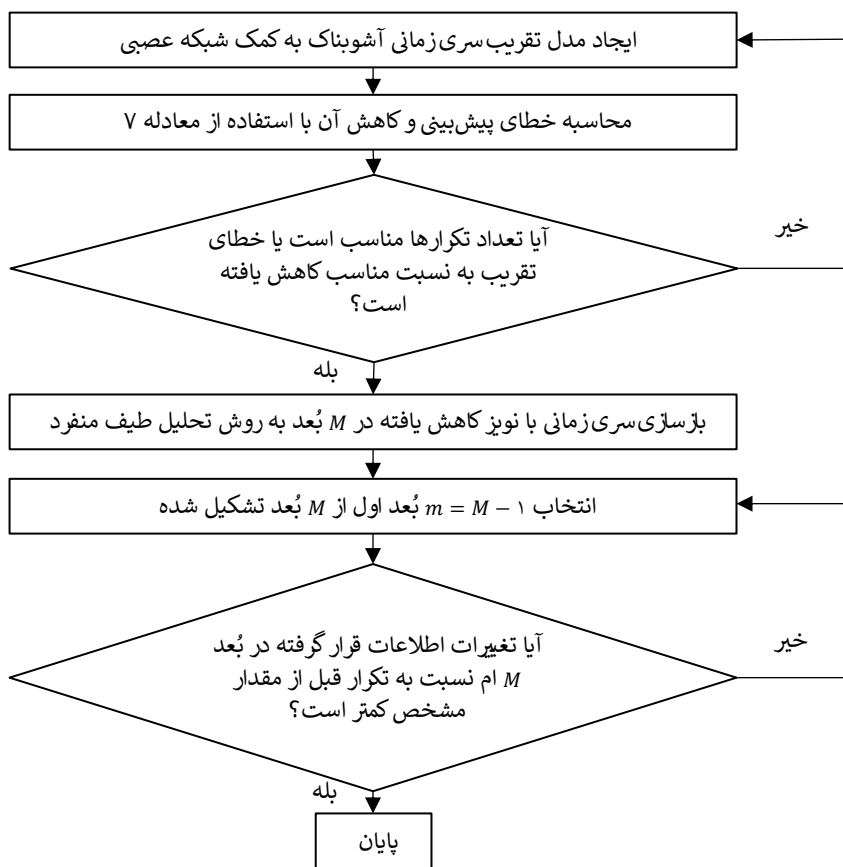 ایجاد مدل تقریب سری زمانی آشوبناک به کمک شبکه عصبی
محاسبه خطای پیش‌بینی و کاهش آن با استفاده از معادله ۷
آیا تعداد تکرارها مناسب است یا خطای
تقریب به نسبت مناسب کاهش یافته
است؟
خیر
بله
بازسازی سری زمانی با نویز کاهش یافته در M بُعد به روش تحلیل طیف منفرد
انتخاب m = M − ۱ بُعد اول از M بُعد تشکیل شده
آیا تغییرات اطلاعات قرار گرفته در بُعد
M ام نسبت به تکرار قبل از مقدار
مشخص کمتر است؟
خیر
بله
پایان